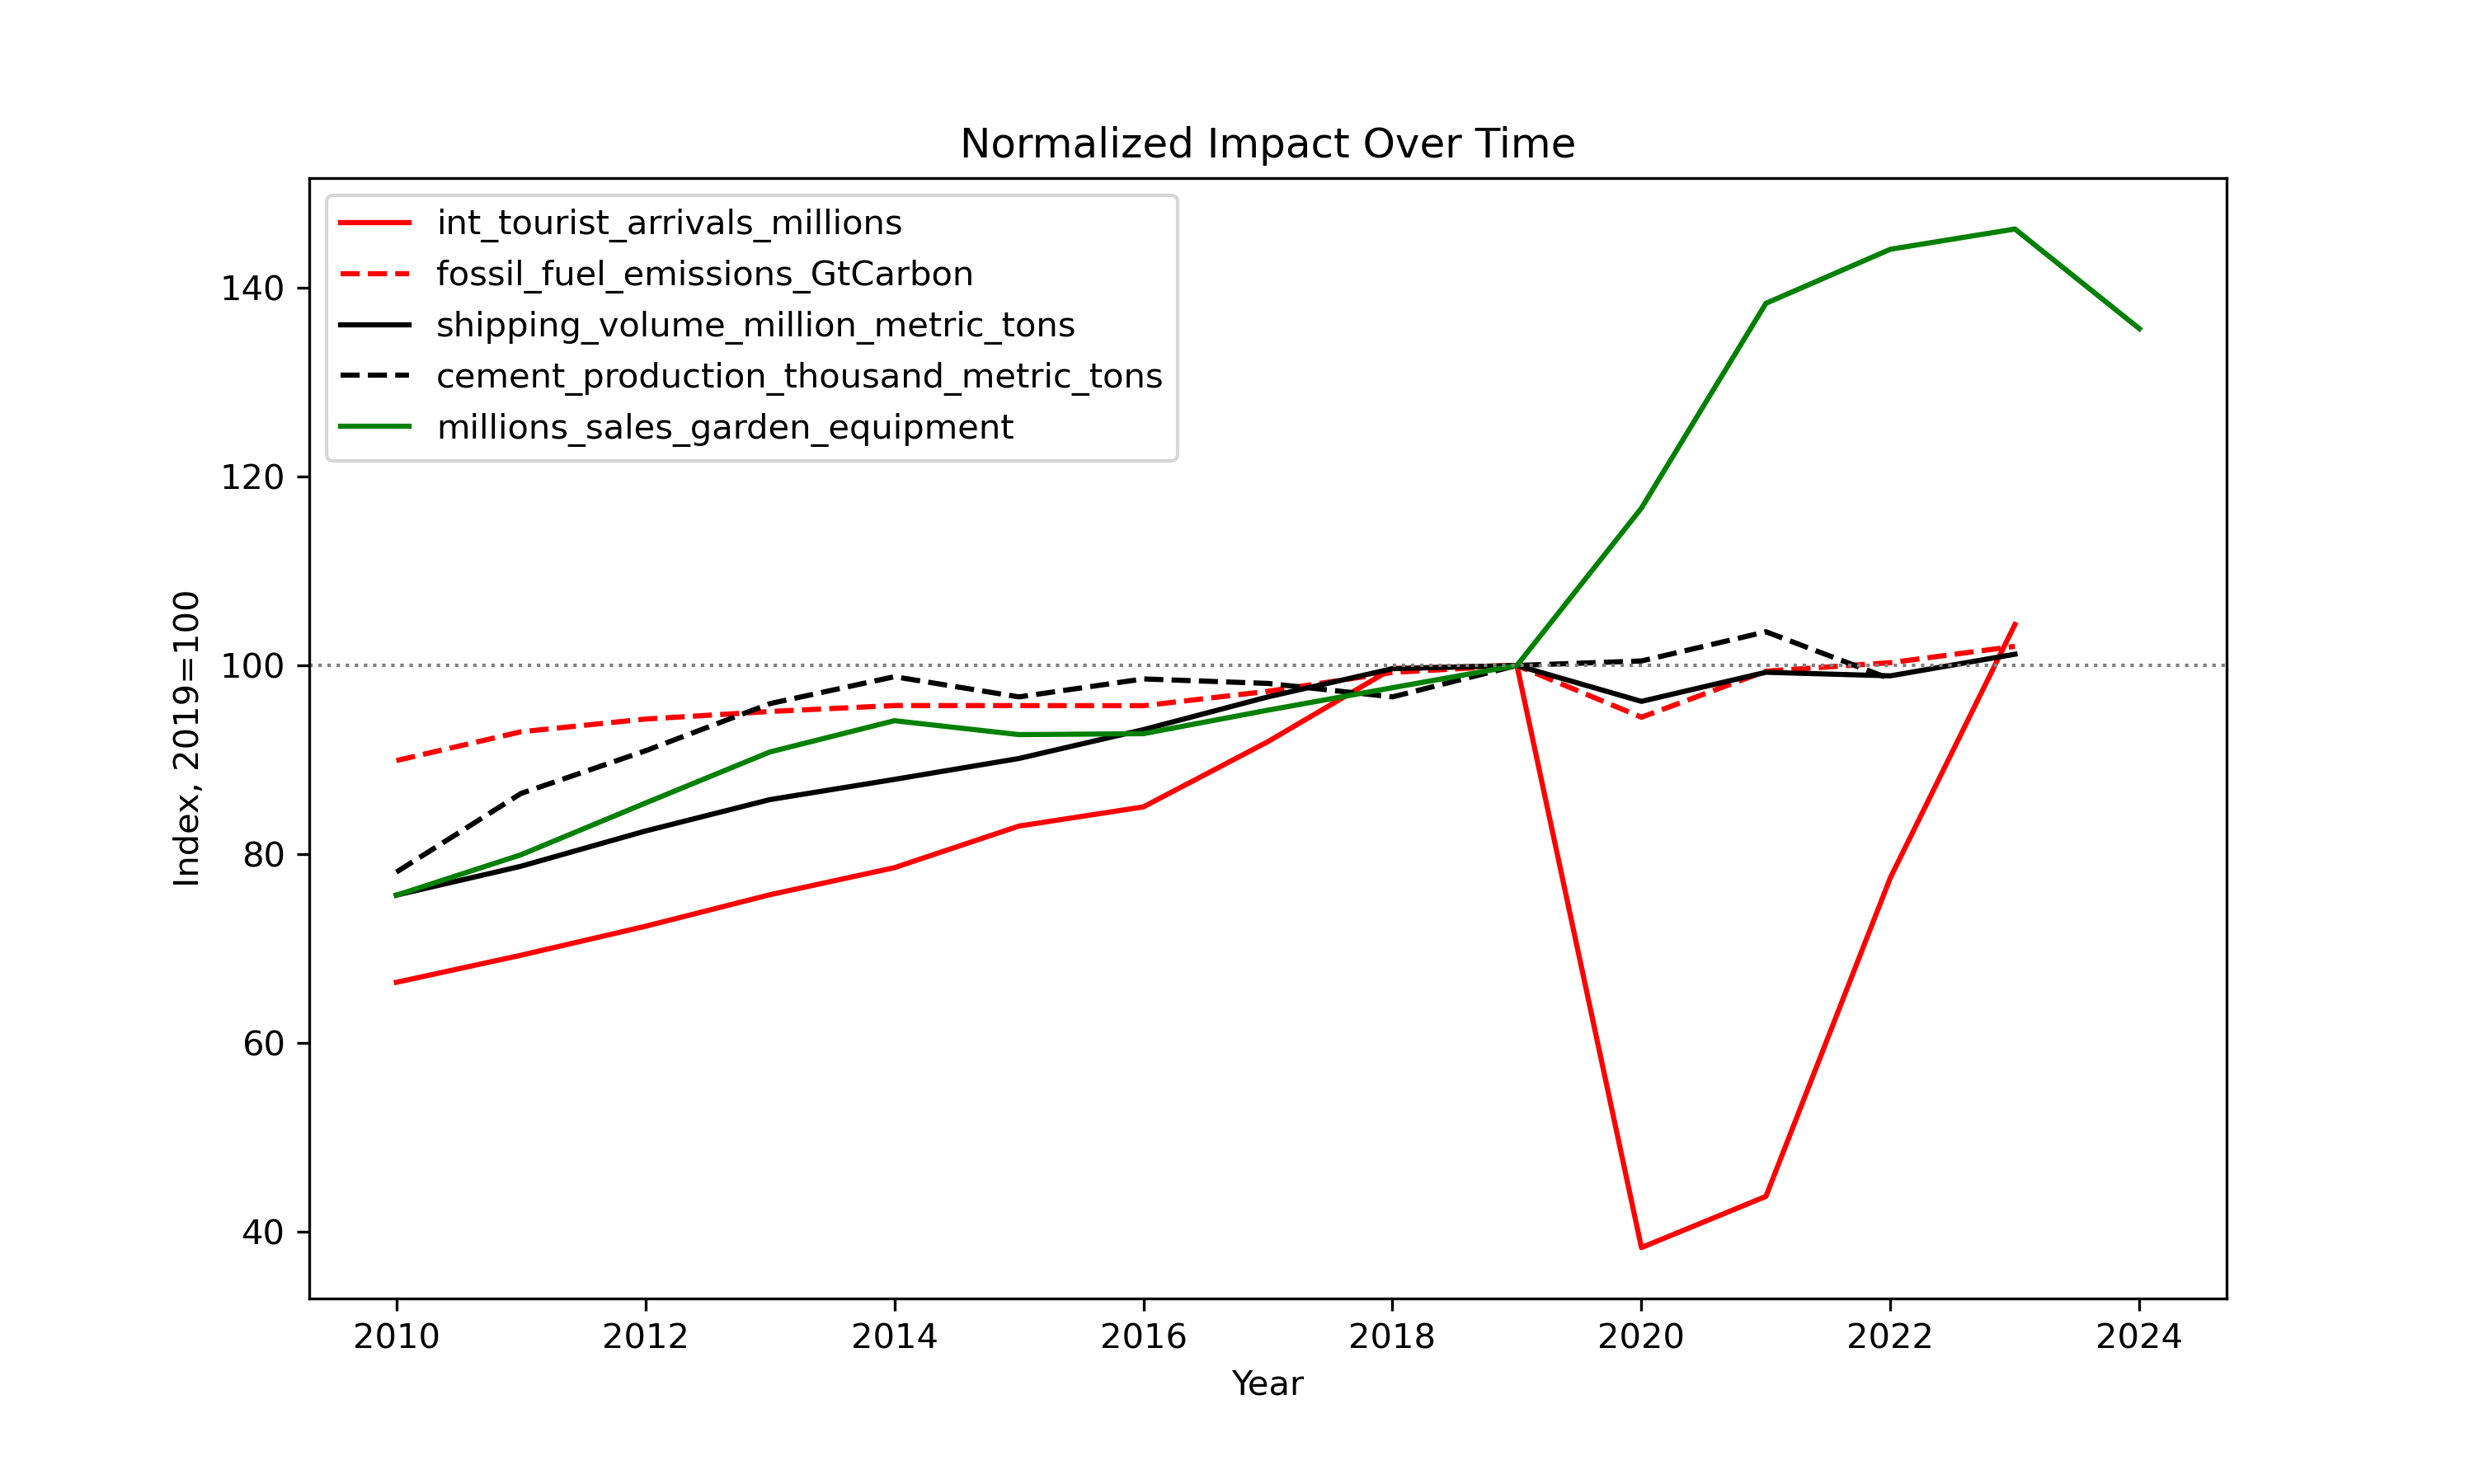 Normalized Impact Over Time
int_tourist_arrivals_millions
fossil_fuel_emissions_GtCarbon
shipping_volume_million_metric_tons
cement_production_thousand_metric_tons
millions_sales_garden_equipment
Index, 2019=100
140
120
100
80
60
40
2010 2012 2014 2016 2018 2020 2022 2024
Year